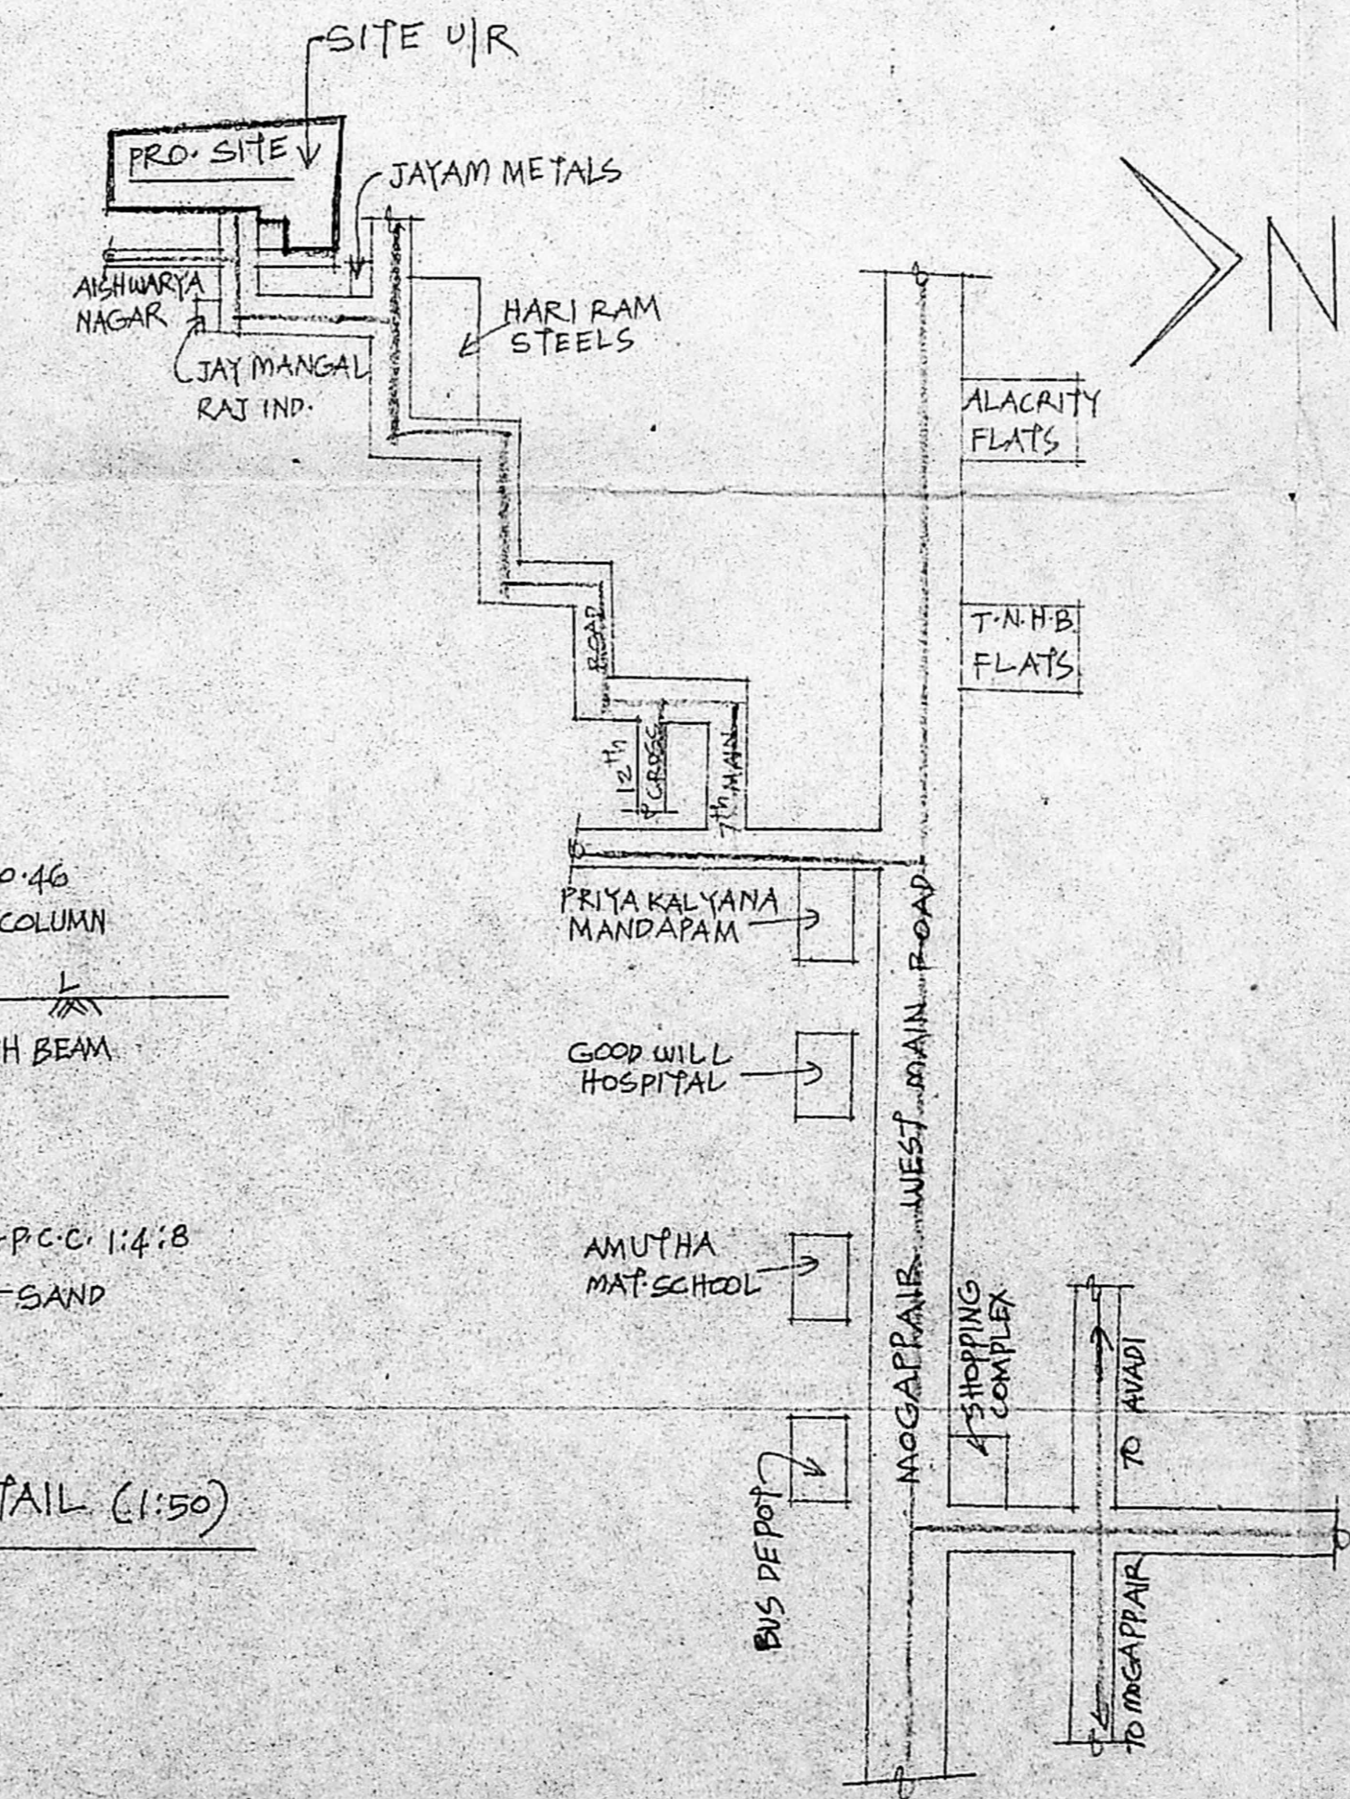 SITE U/R
PRO. SITE
JAYAM METALS
AISHWARYA
NAGAR
HARI RAM
STEELS
N
JAY MANGAL
RAJ IND.
ALACRITY
FLATS
T.N.H.B.
FLATS
ROAD
12th
CROSS
7th MAIN
0.46
COLUMN
PRIYA KALYANA
MANDAPAM
L
H BEAM
GOOD WILL
HOSPITAL
MOGAPPAIR WEST MAIN ROAD
P.C.C. 1:4:8
SAND
AMUTHA
MAT.SCHOOL
SHOPPING
COMPLEX
TO AVADI
TAIL (1:50)
BUS DEPOT
TO MOGAPPAIR